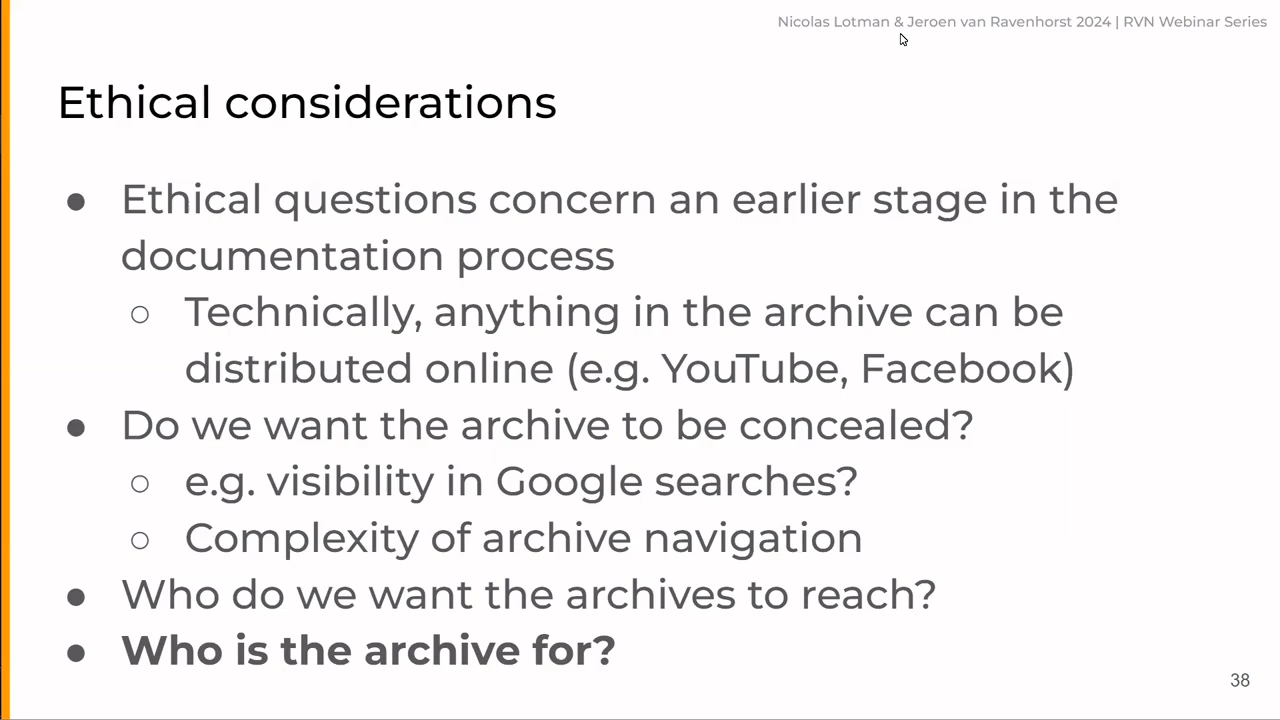 Nicolas Lotman & Jeroen van Ravenhorst 2024 | RVN Webinar Series
Ethical considerations
● Ethical questions concern an earlier stage in the
documentation process
○ Technically, anything in the archive can be
distributed online (e.g. YouTube, Facebook)
● Do we want the archive to be concealed?
○ e.g. visibility in Google searches?
○ Complexity of archive navigation
● Who do we want the archives to reach?
● Who is the archive for?
38